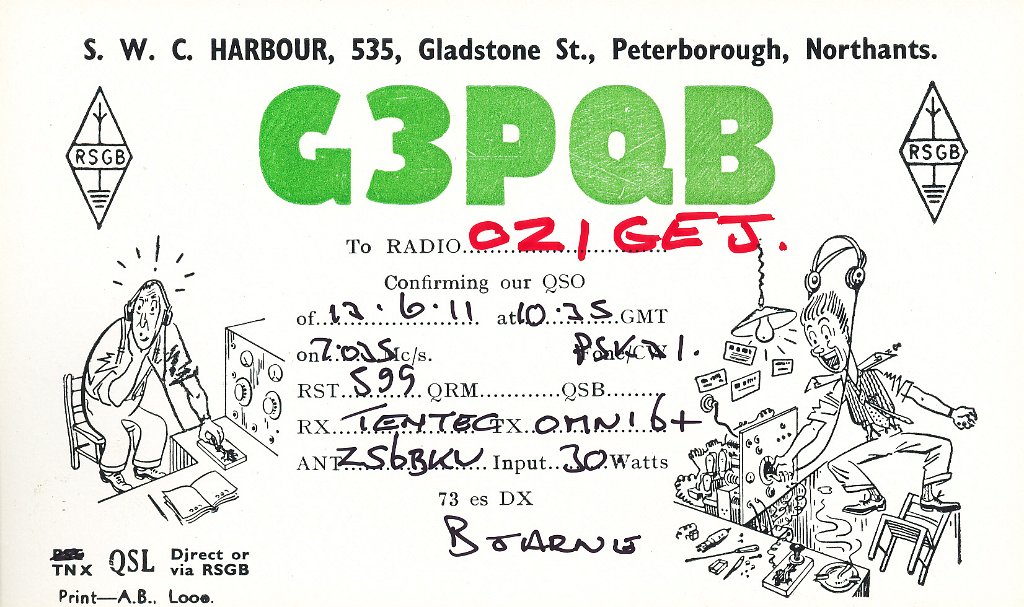 S. W. C. HARBOUR, 535, Gladstone St., Peterborough, Northants.
G3PQB
RSGB
RSGB
To RADIO OZ1GEJ.
Confirming our QSO
of 12.6.11 at 10.35 GMT
on 7.035 Mc/s. PSK31.
RST 599 QRM QSB
RX TENTEC TX OMNI 6+
ANT ZS6BKV Input 30 Watts
73 es DX
BJARNE
TNX QSL Direct or
via RSGB
Print—A.B., Looe.